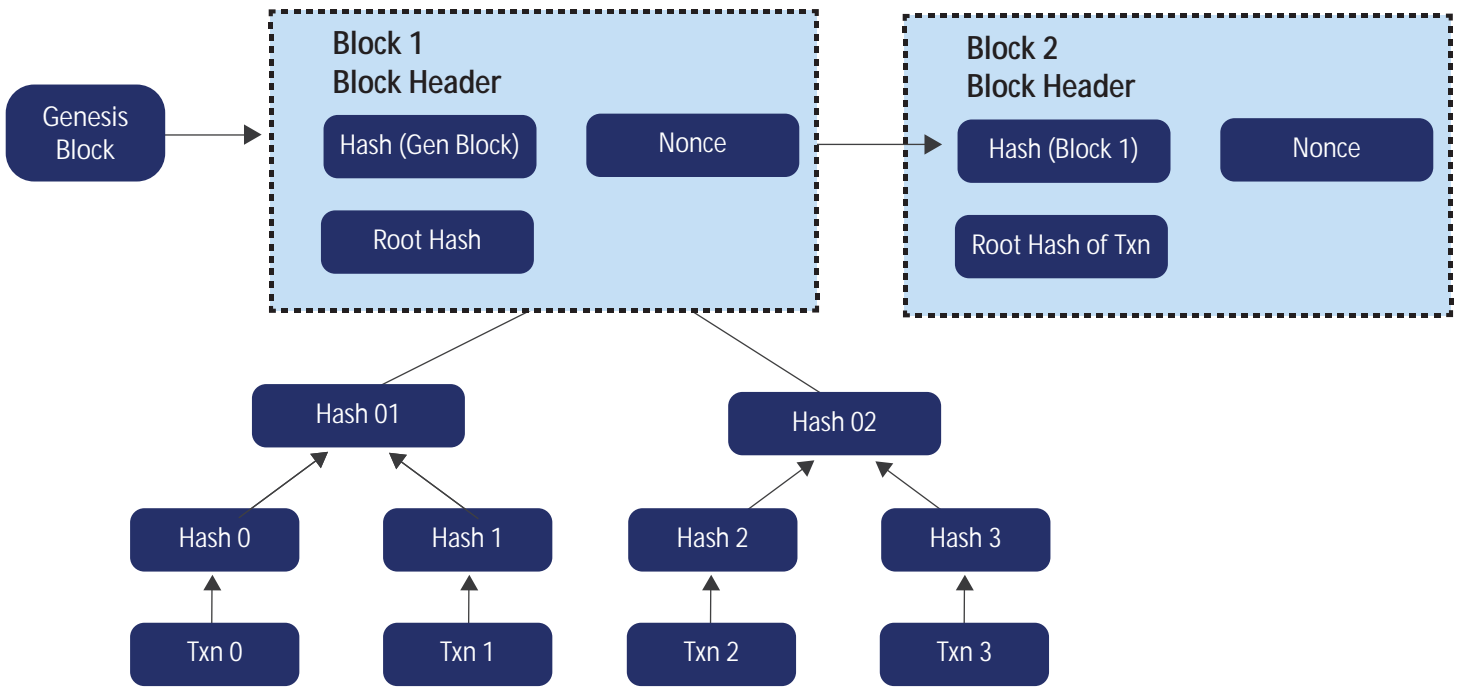 Genesis
Block
Block 1
Block Header
Hash (Gen Block)
Nonce
Root Hash
Block 2
Block Header
Hash (Block 1)
Nonce
Root Hash of Txn
Hash 01
Hash 02
Hash 0
Hash 1
Hash 2
Hash 3
Txn 0
Txn 1
Txn 2
Txn 3